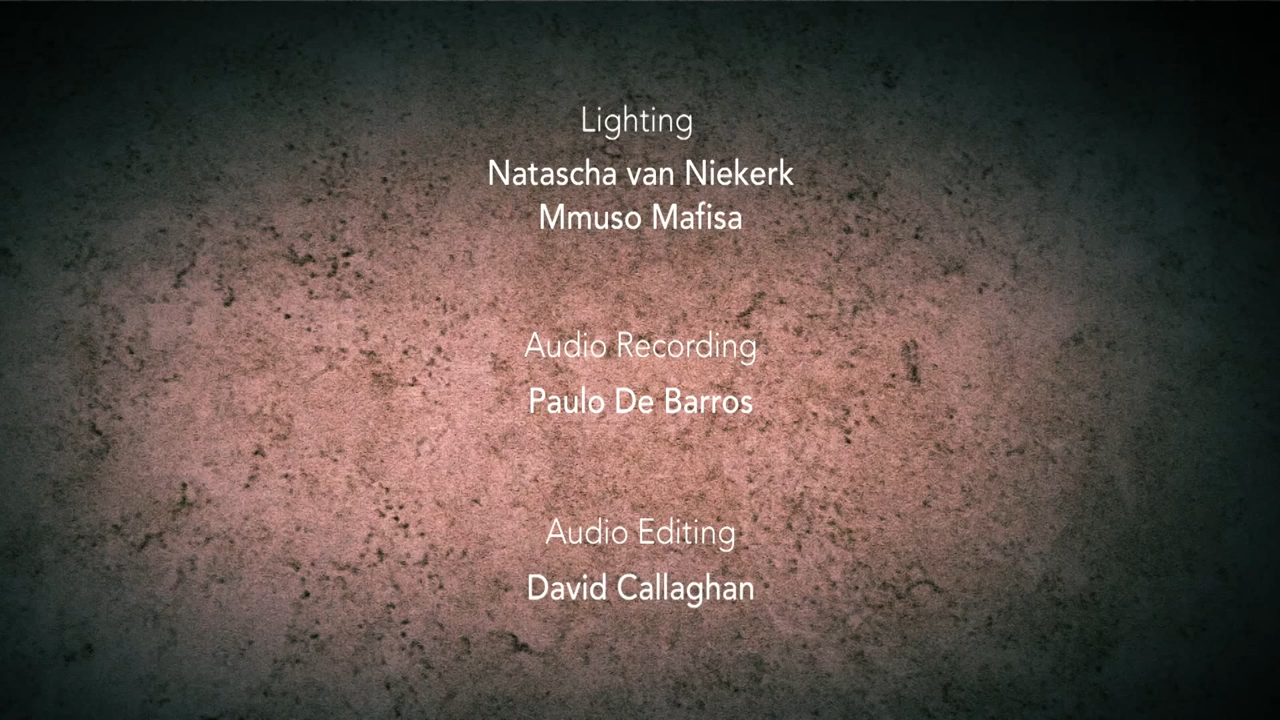 Lighting
Natascha van Niekerk
Mmuso Mafisa
Audio Recording
Paulo De Barros
Audio Editing
David Callaghan